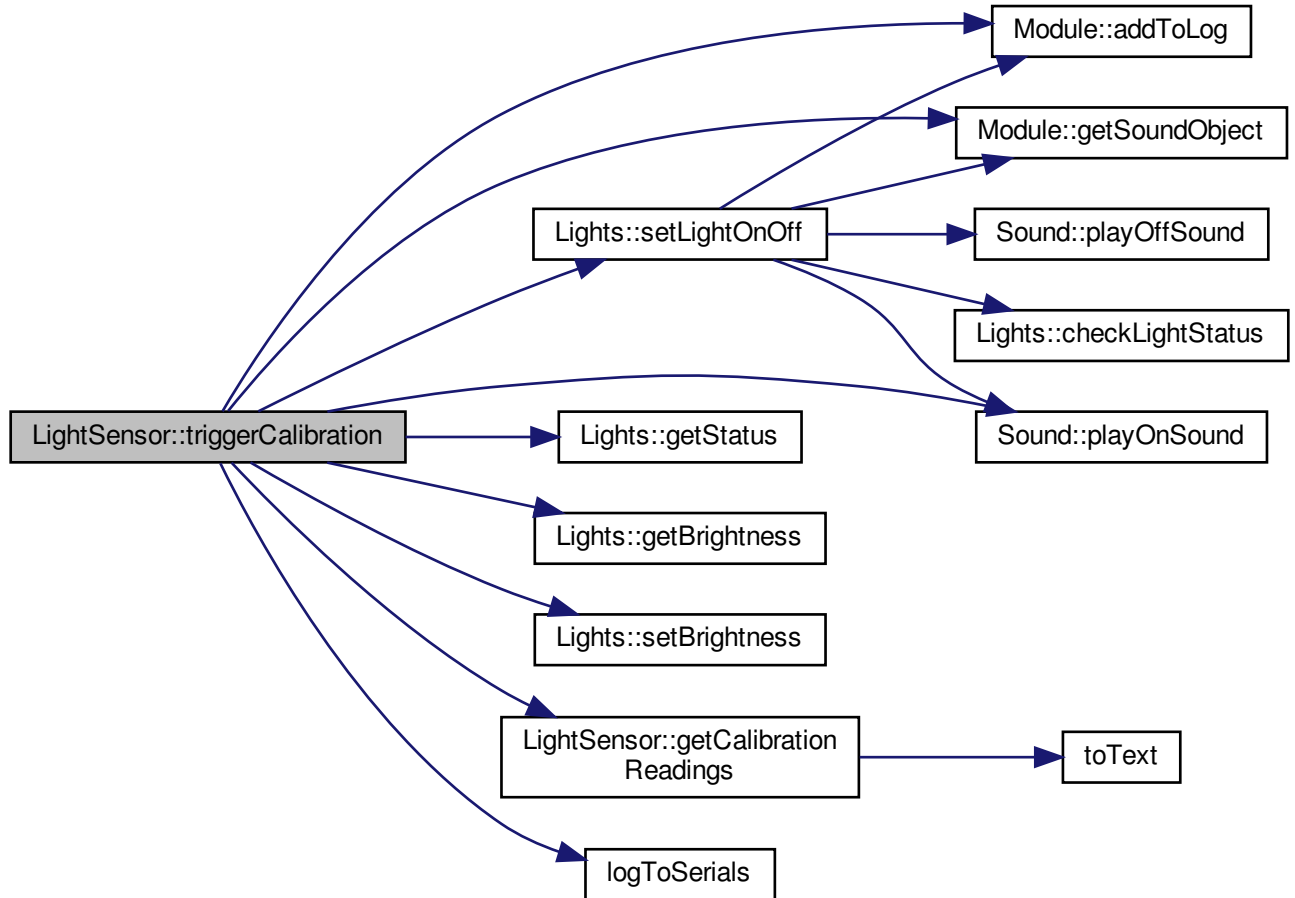 Module::addToLog
Module::getSoundObject
Lights::setLightOnOff
Sound::playOffSound
Lights::checkLightStatus
LightSensor::triggerCalibration
Lights::getStatus
Sound::playOnSound
Lights::getBrightness
Lights::setBrightness
LightSensor::getCalibration
Readings
toText
logToSerials